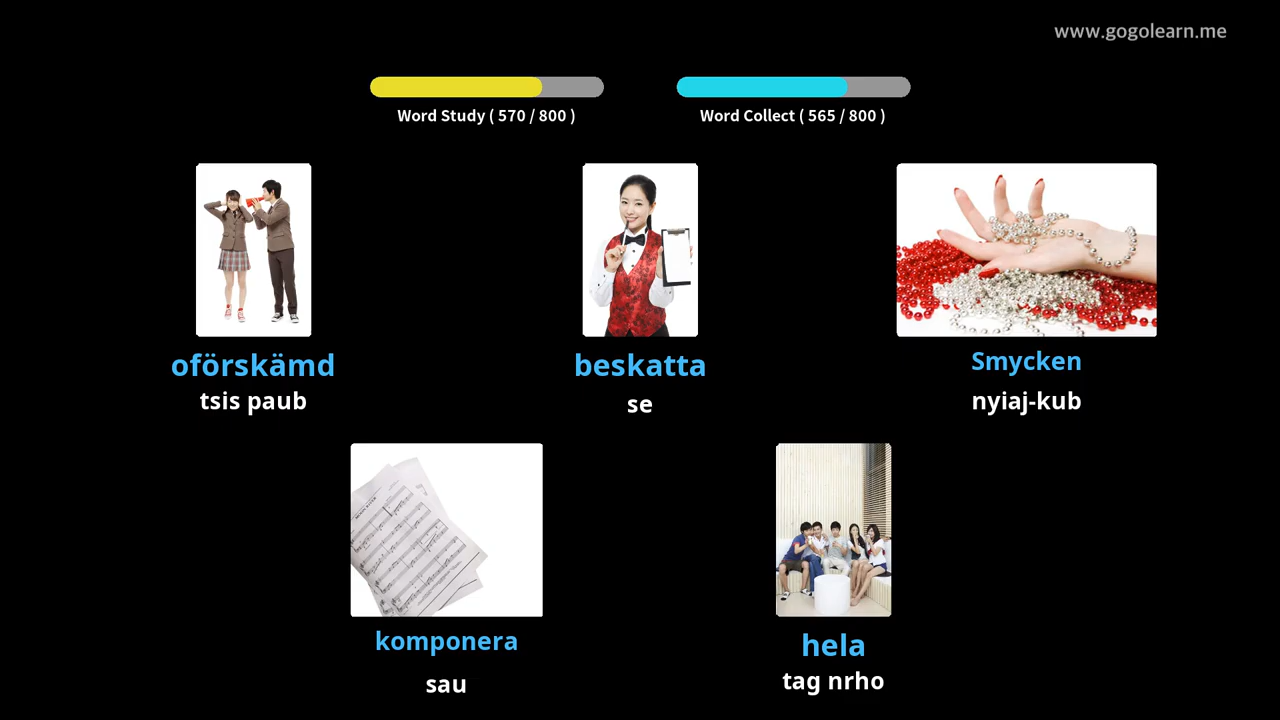 www.gogolearn.me
Word Study ( 570 / 800 )
Word Collect ( 565 / 800 )
oförskämd
tsis paub
beskatta
se
Smycken
nyiaj-kub
komponera
sau
hela
tag nrho